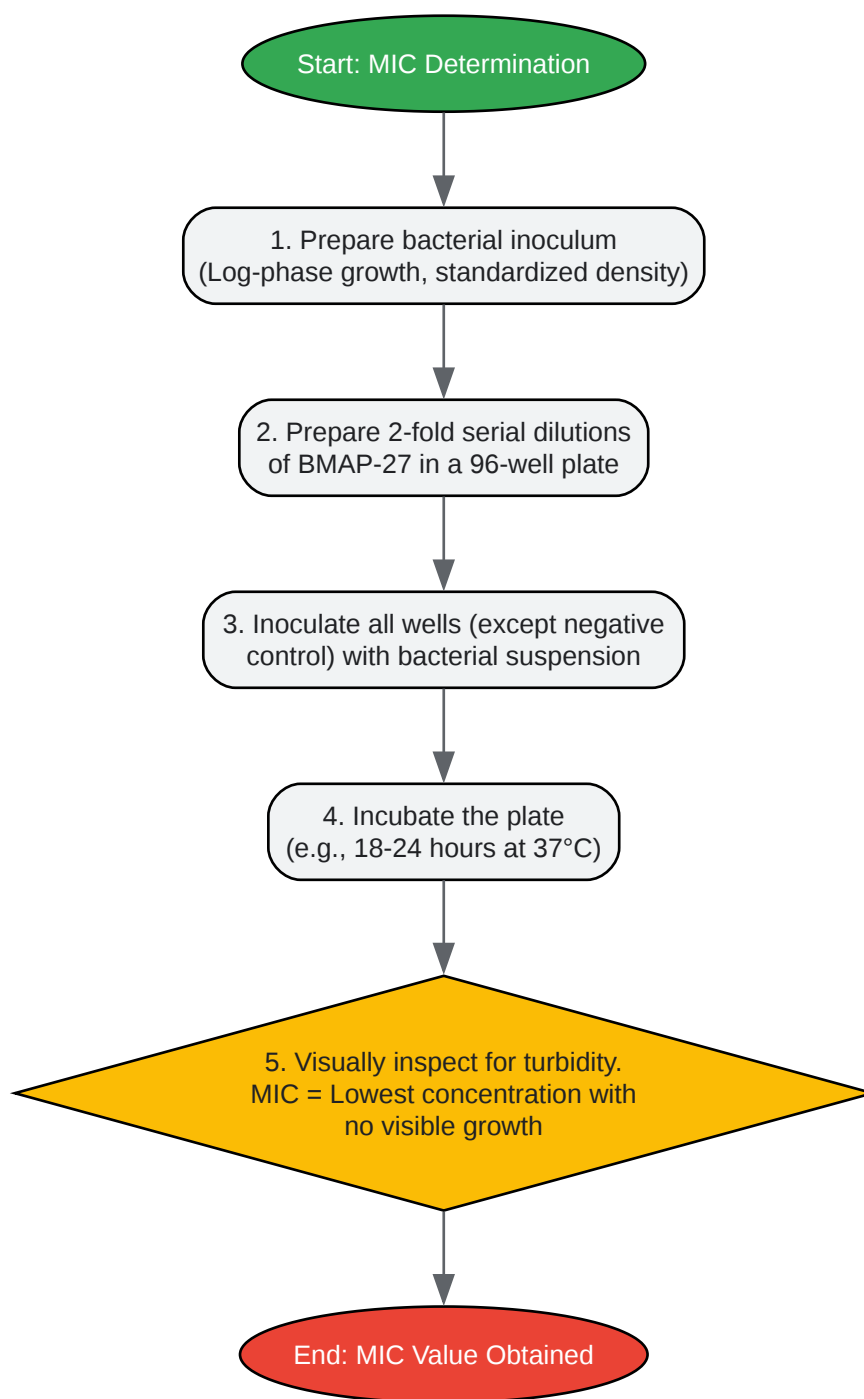 Start: MIC Determination
1. Prepare bacterial inoculum
(Log-phase growth, standardized density)
2. Prepare 2-fold serial dilutions
of BMAP-27 in a 96-well plate
3. Inoculate all wells (except negative
control) with bacterial suspension
4. Incubate the plate
(e.g., 18-24 hours at 37°C)
5. Visually inspect for turbidity.
MIC = Lowest concentration with
no visible growth
End: MIC Value Obtained